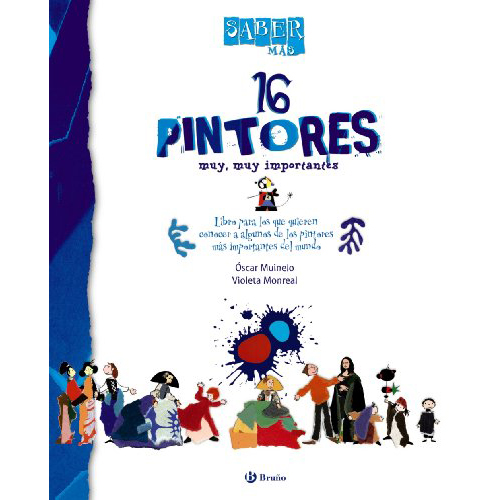 SABER
MÁS
16
PINTORES
muy, muy importantes
Libro para los que quieren
conocer a algunos de los pintores
más importantes del mundo
Óscar Muinelo
Violeta Monreal
B Bruño